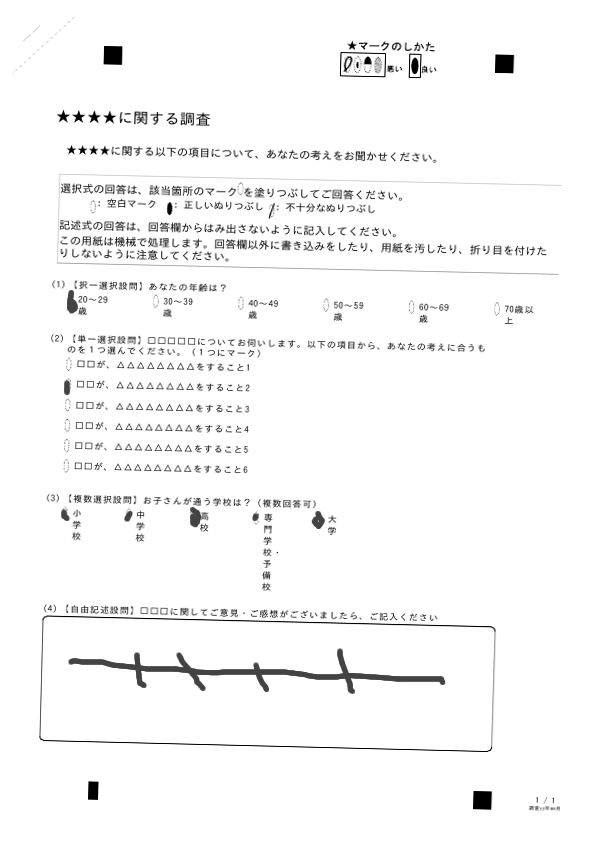 ★マークのしかた
悪い 良い
★★★★に関する調査
★★★★に関する以下の項目について、あなたの考えをお聞かせください。
選択式の回答は、該当箇所のマーク を塗りつぶしてご回答ください。
：空白マーク ：正しいぬりつぶし ：不十分なぬりつぶし
記述式の回答は、回答欄からはみ出さないように記入してください。
この用紙は機械で処理します。回答欄以外に書き込みをしたり、用紙を汚したり、折り目を付けた
りしないように注意してください。
(1) 【択一選択設問】あなたの年齢は？
20～29歳 30～39歳 40～49歳 50～59歳 60～69歳 70歳以上
(2) 【単一選択設問】□□□□□についてお伺いします。以下の項目から、あなたの考えに合うも
のを１つ選んでください。（１つにマーク）
□□が、△△△△△△△△をすること1
□□が、△△△△△△△△をすること2
□□が、△△△△△△△△をすること3
□□が、△△△△△△△△をすること4
□□が、△△△△△△△△をすること5
□□が、△△△△△△△△をすること6
(3) 【複数選択設問】お子さんが通う学校は？（複数回答可）
小学校 中学校 高校 専門学校・予備校 大学
(4) 【自由記述設問】□□□に関してご意見・ご感想がございましたら、ご記入ください
1 / 1